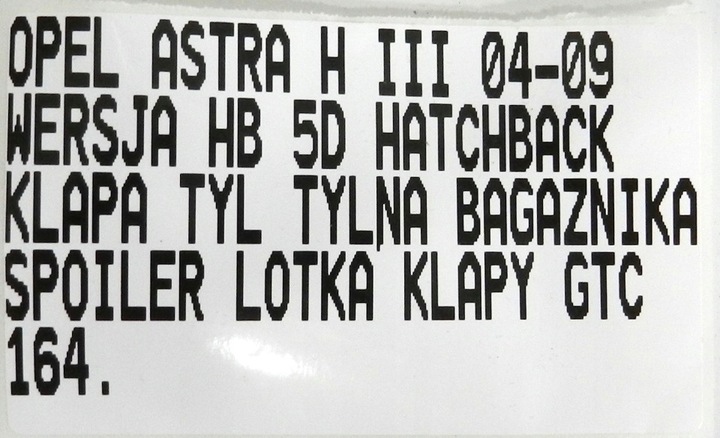 OPEL ASTRA H III 04-09
WERSJA HB 5D HATCHBACK
KLAPA TYL TYLNA BAGAZNIKA
SPOILER LOTKA KLAPY GTC
164.